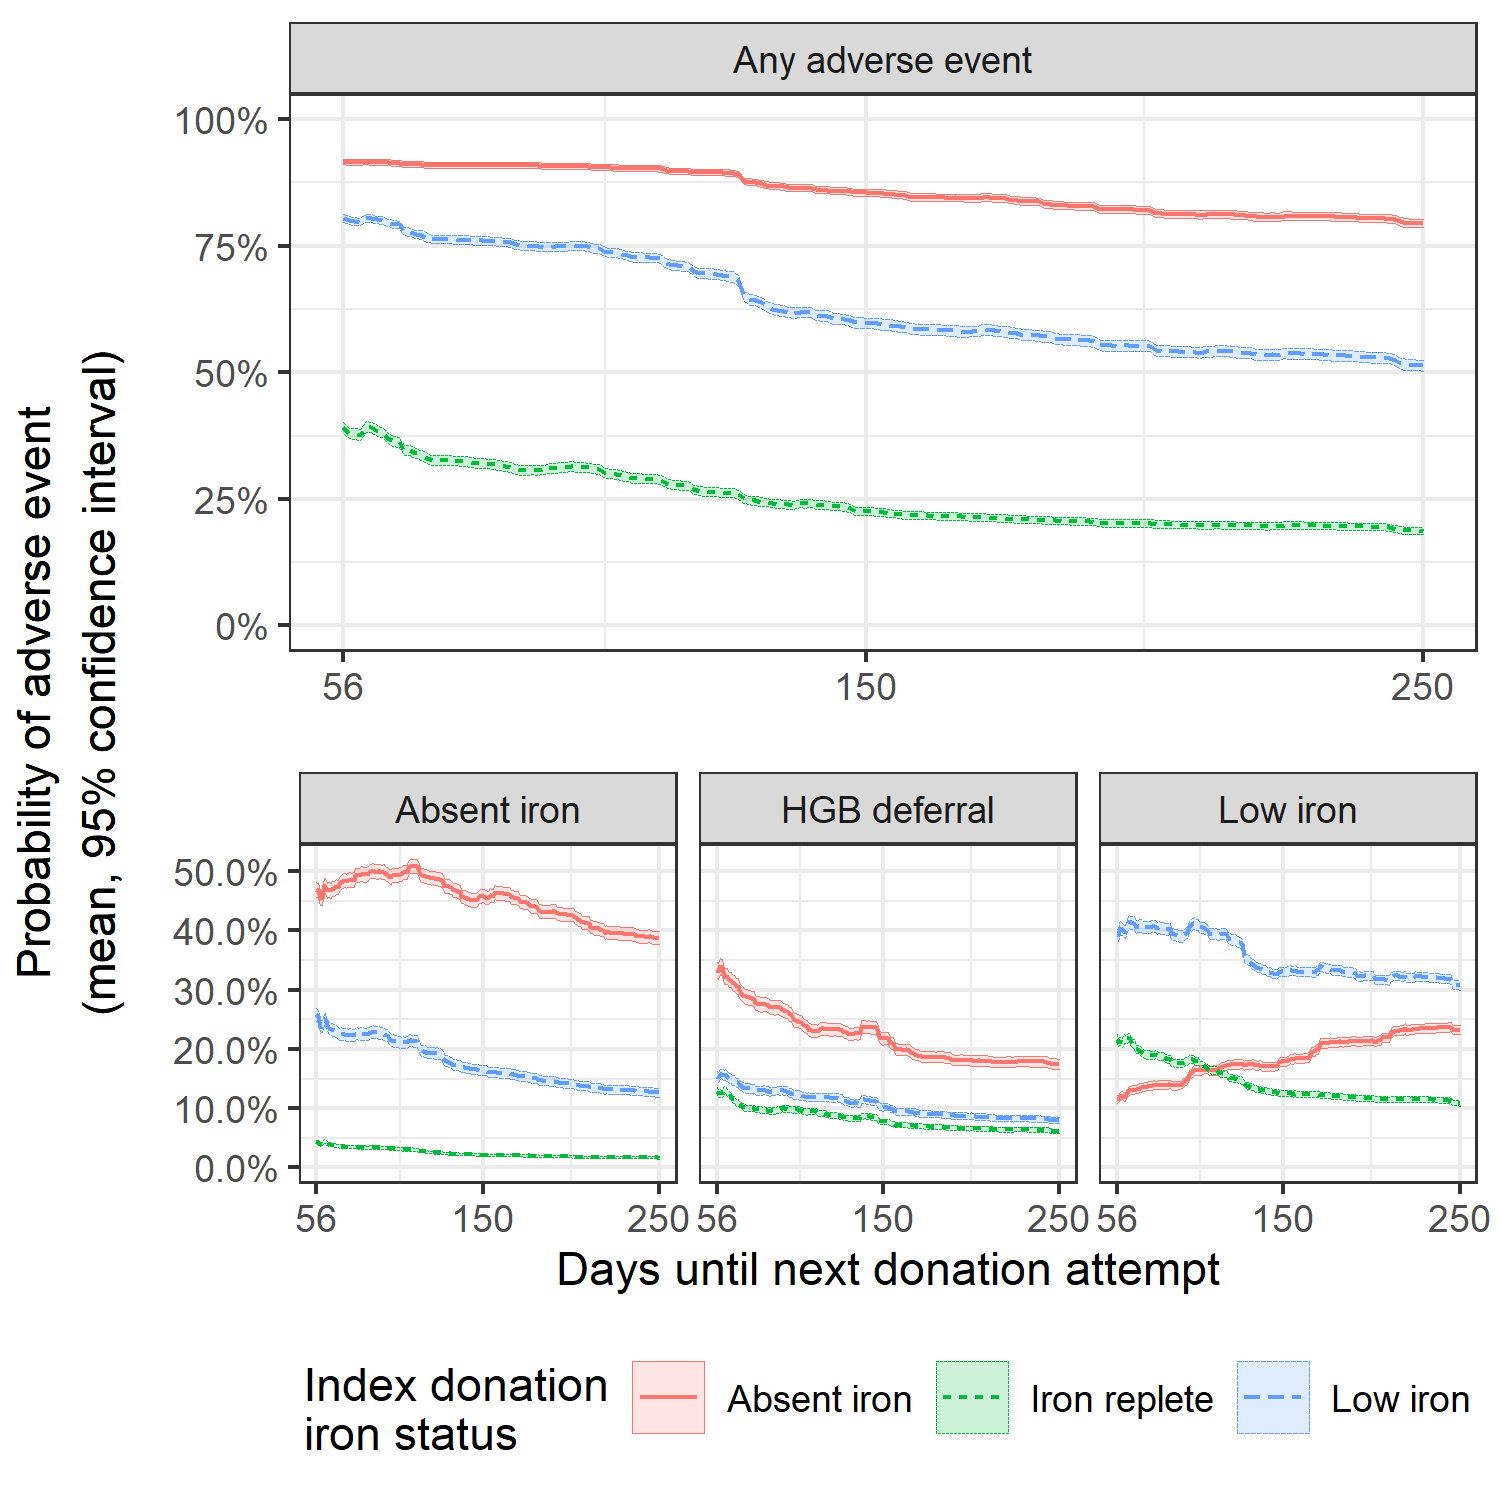 Any adverse event
100%
75%
50%
25%
0%
56 150 250
Probability of adverse event
(mean, 95% confidence interval)
Absent iron HGB deferral Low iron
50.0%
40.0%
30.0%
20.0%
10.0%
0.0%
56 150 250 56 150 250 56 150 250
Days until next donation attempt
Index donation
iron status
Absent iron Iron replete Low iron